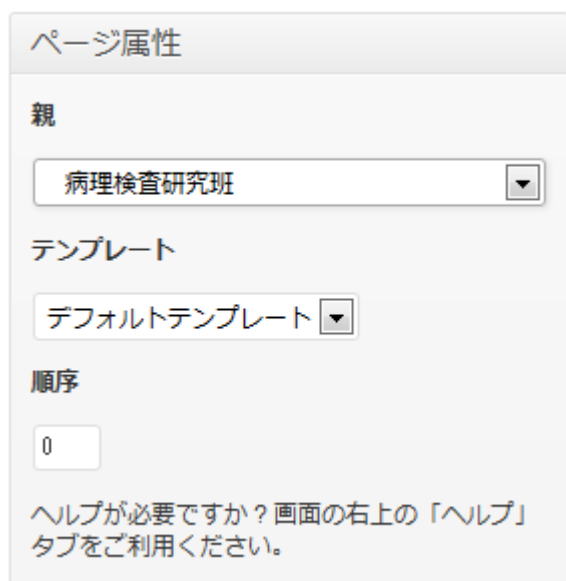 ページ属性
親
病理検査研究班
テンプレート
デフォルトテンプレート
順序
0
ヘルプが必要ですか？画面の右上の「ヘルプ」
タブをご利用ください。